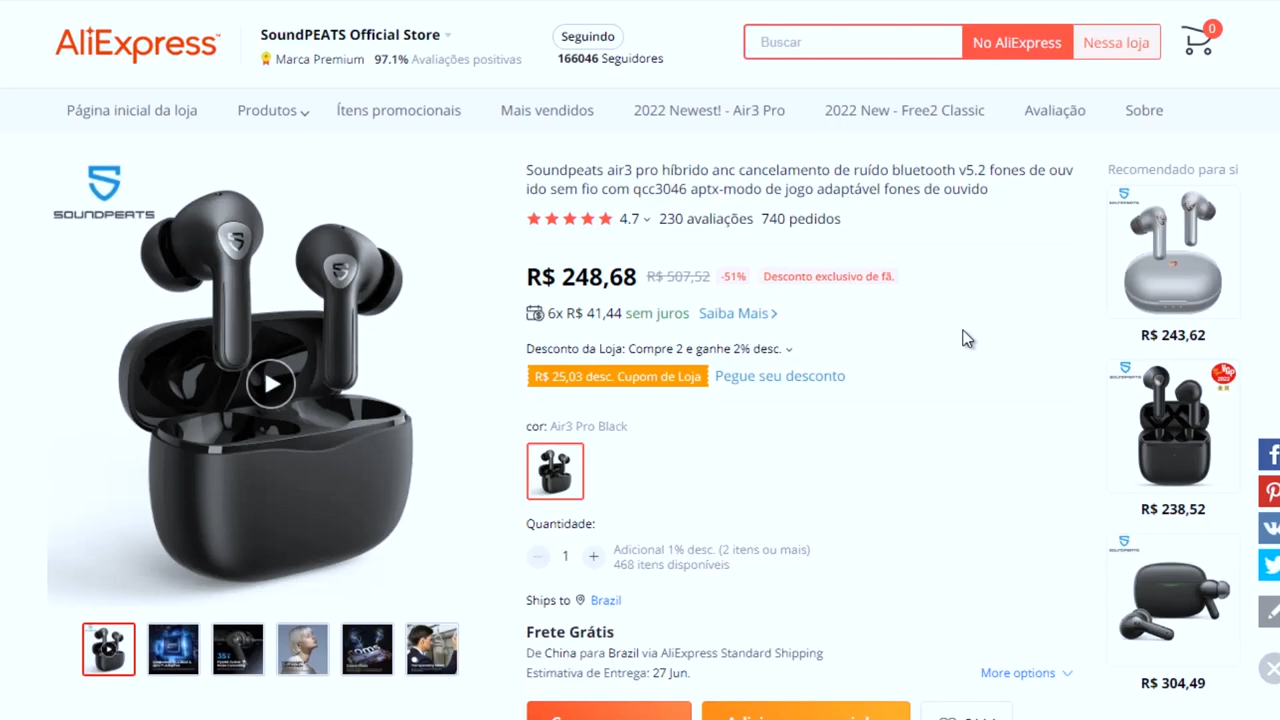 AliExpress
SoundPEATS Official Store
Marca Premium 97.1% Avaliações positivas
Seguindo
166046 Seguidores
Buscar
No AliExpress
Nessa loja
0
Página inicial da loja
Produtos
Ítens promocionais
Mais vendidos
2022 Newest! - Air3 Pro
2022 New - Free2 Classic
Avaliação
Sobre
SOUNDPEATS
Soundpeats air3 pro híbrido anc cancelamento de ruído bluetooth v5.2 fones de ouv
ido sem fio com qcc3046 aptx-modo de jogo adaptável fones de ouvido
4.7 230 avaliações 740 pedidos
R$ 248,68 R$ 507,52 -51% Desconto exclusivo de fã.
6x R$ 41,44 sem juros Saiba Mais
Desconto da Loja: Compre 2 e ganhe 2% desc.
R$ 25,03 desc. Cupom de Loja Pegue seu desconto
cor: Air3 Pro Black
Quantidade:
1
Adicional 1% desc. (2 itens ou mais)
468 itens disponíveis
Ships to Brazil
Frete Grátis
De China para Brazil via AliExpress Standard Shipping
Estimativa de Entrega: 27 Jun.
More options
Recomendado para si
R$ 243,62
R$ 238,52
R$ 304,49